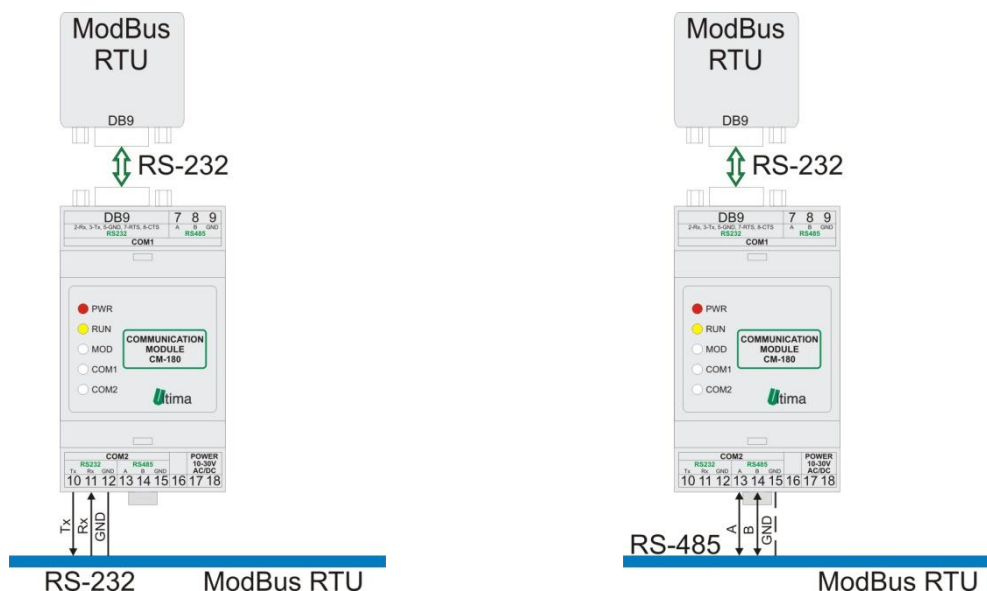 ModBus
RTU
DB9
RS-232
DB9 7 8 9
2-Rx, 3-Tx, 5-GND, 7-RTS, 8-CTS A B GND
RS232 RS485
COM1
PWR
RUN
MOD
COM1
COM2
COMMUNICATION
MODULE
CM-180
Ultima
COM2 POWER
RS232 RS485 10-30V
Tx Rx GND A B GND AC/DC
10 11 12 13 14 15 16 17 18
Tx
Rx
GND
RS-232 ModBus RTU
ModBus
RTU
DB9
RS-232
DB9 7 8 9
2-Rx, 3-Tx, 5-GND, 7-RTS, 8-CTS A B GND
RS232 RS485
COM1
PWR
RUN
MOD
COM1
COM2
COMMUNICATION
MODULE
CM-180
Ultima
COM2 POWER
RS232 RS485 10-30V
Tx Rx GND A B GND AC/DC
10 11 12 13 14 15 16 17 18
A
B
GND
RS-485
ModBus RTU